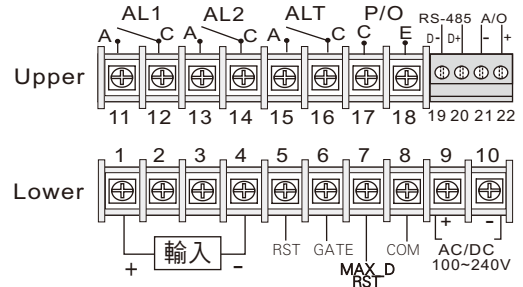 AL1 AL2 ALT P/O RS-485 A/O
A C A C A C C E D- D+ - +
Upper
11 12 13 14 15 16 17 18 19 20 21 22
1 2 3 4 5 6 7 8 9 10
Lower
+ 輸入 - RST GATE MAX_D RST COM + - AC/DC 100~240V